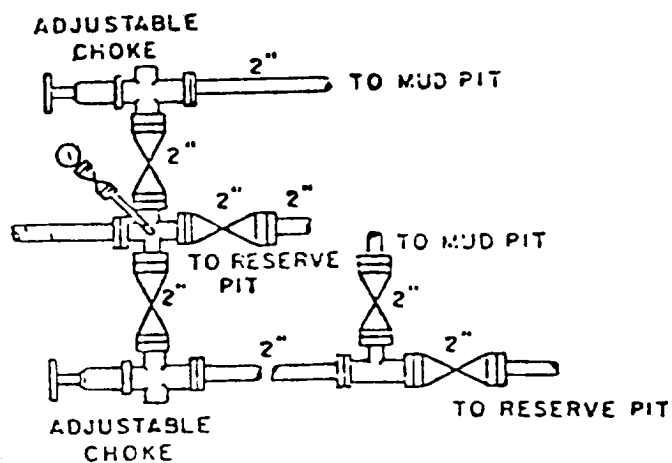 ADJUSTABLE
CHOKE
2"
TO MUD PIT
2"
2"
2"
TO MUD PIT
TO RESERVE
PIT
2"
2"
2"
2"
TO RESERVE PIT
ADJUSTABLE
CHOKE